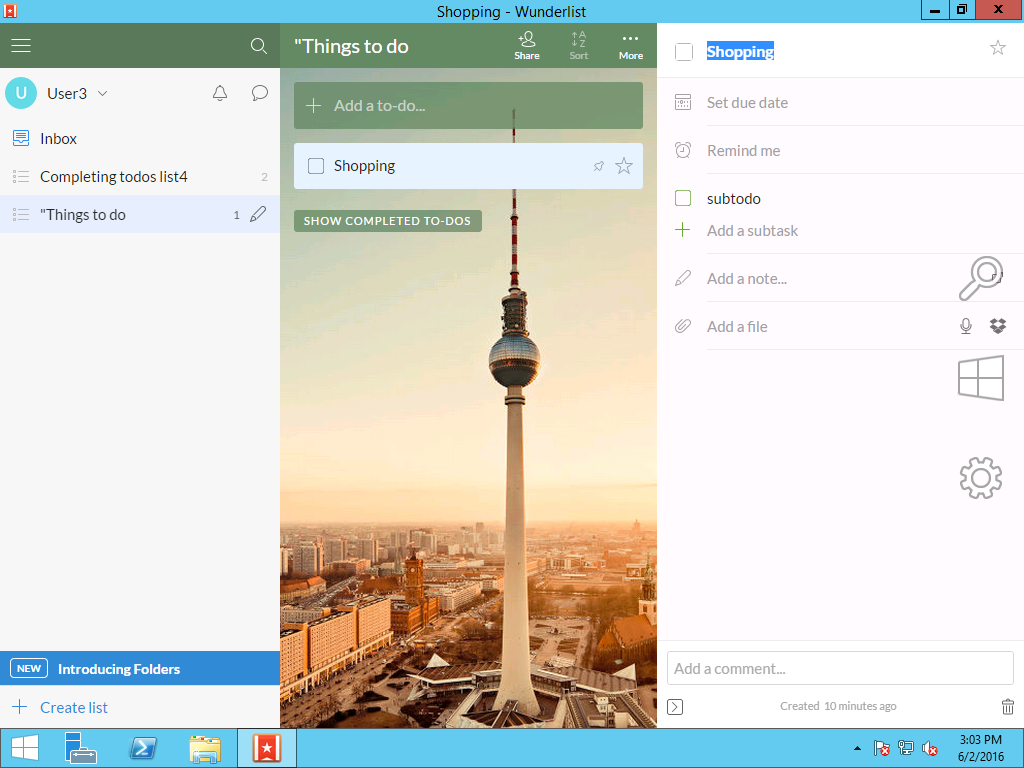 Shopping - Wunderlist
"Things to do
Share
Sort
More
Shopping
U
User3
Add a to-do...
Set due date
Inbox
Remind me
Completing todos list4
2
Shopping
"Things to do
1
subtodo
SHOW COMPLETED TO-DOS
Add a subtask
Add a note...
Add a file
NEW
Introducing Folders
Add a comment...
Create list
Created 10 minutes ago
3:03 PM
6/2/2016